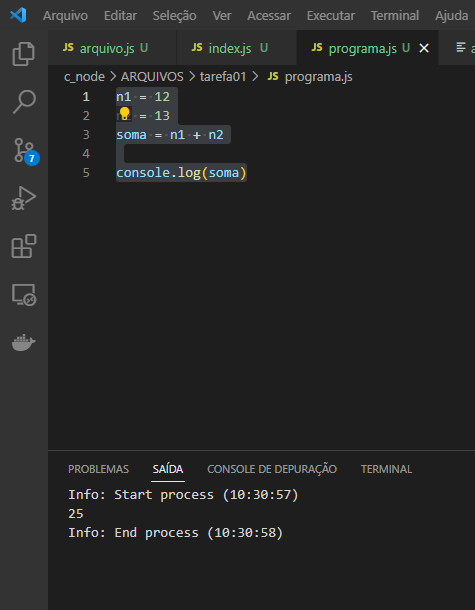 Arquivo Editar Seleção Ver Acessar Executar Terminal Ajuda
JS arquivo.js U JS index.js U JS programa.js U
c_node > ARQUIVOS > tarefa01 > JS programa.js
1 n1 = 12
2 = 13
3 soma = n1 + n2
4
5 console.log(soma)
7
PROBLEMAS SAÍDA CONSOLE DE DEPURAÇÃO TERMINAL
Info: Start process (10:30:57)
25
Info: End process (10:30:58)